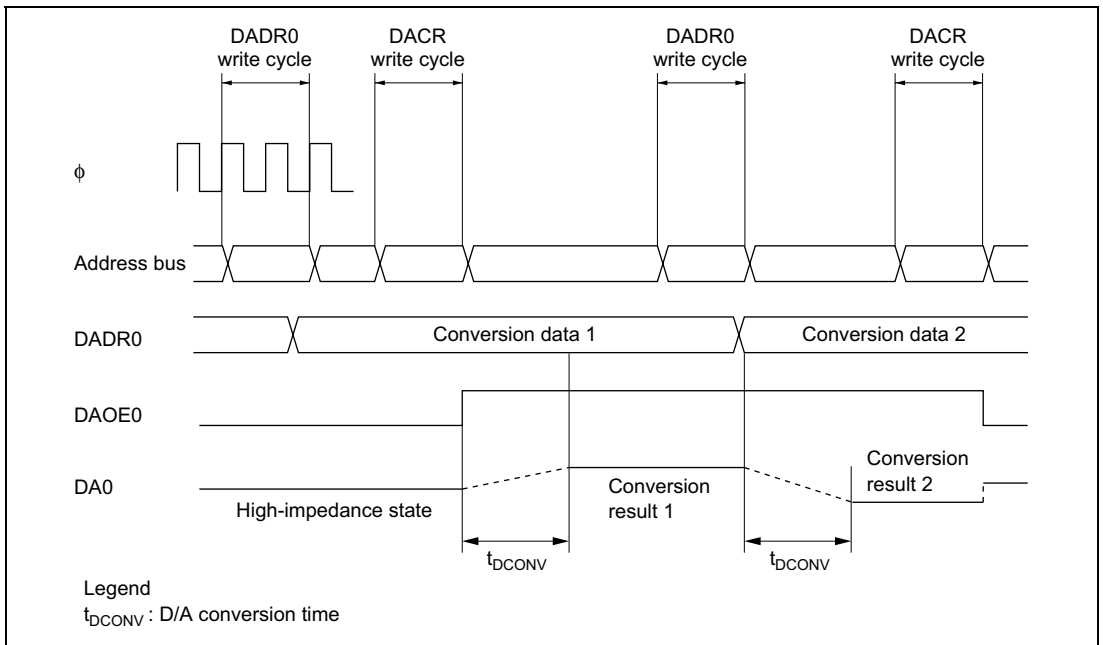 DADR0
write cycle
DACR
write cycle
DADR0
write cycle
DACR
write cycle
ϕ
Address bus
DADR0
Conversion data 1
Conversion data 2
DAOE0
DA0
High-impedance state
Conversion
result 1
Conversion
result 2
tDCONV
tDCONV
Legend
tDCONV : D/A conversion time